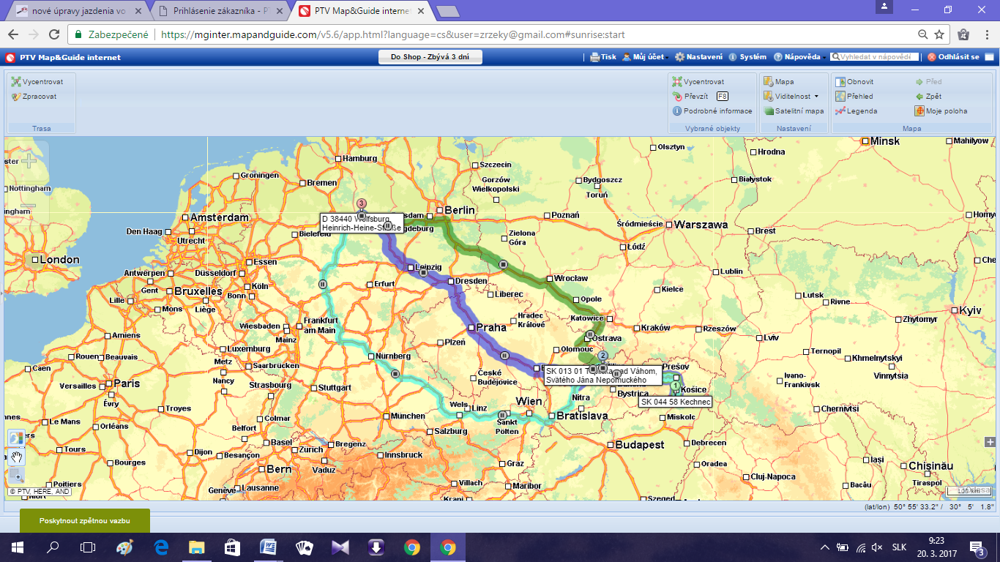 nové úpravy jazdenia vo
Prihlásenie zákazníka - P
PTV Map&Guide internet
Zabezpečené
https://mginter.mapandguide.com/v5.6/app.html?language=cs&user=zrzeky@gmail.com#sunrise:start
PTV Map&Guide internet
Do Shop - Zbývá 3 dní
Tisk
Můj účet
Nastavení
Systém
Nápověda
Vyhledat v nápovědě
Odhlásit se
Vycentrovat
Zpracovat
Trasa
Vycentrovat
Převzít F8
Podrobné informace
Vybrané objekty
Mapa
Viditelnost
Satelitní mapa
Nastavení
Obnovit
Přehled
Legenda
Před
Zpět
Moje poloha
Mapa
Minsk
Mahilyow
Olsztyn
Hrodna
Hamburg
Szczecin
Groningen
Bremen
Gorzów
Wielkopolski
Bydgoszcz
Toruń
Białystok
Nottingham
3
Berlin
Amsterdam
D 38440 Wolfsburg
Heinrich-Heine-Straße
Poznań
Śródmieście
Warszawa
Den Haag
Utrecht
Bielefeld
Zielona
Góra
Brest
Łódź
London
Essen
Leipzig
Antwerpen
Düsseldorf
Dresden
Wrocław
Lublin
Gent
Köln
Erfurt
Bruxelles
Bonn
Liberec
Opole
Kielce
Lutsk
Rivne
Lille
Mons
Liège
Hradec
Králové
Katowice
Kraków
Rzeszów
Kyiv
Zhytomyr
Wiesbaden
Frankfurt
am Main
Mainz
Praha
Plzeň
Ostrava
Olomouc
Lviv
Amiens
Luxemburg
Nürnberg
2
Ternopil
Khmelnytskyi
Vinnytsia
Rouen
Beauvais
Caen
Metz
Saarbrücken
Nancy
České
Budějovice
SK 013 01 T
Svätého Jána Nepomuckého
Prešov
Ivano-
Frankivsk
Versailles
Paris
Évry
Strasbourg
Stuttgart
1
Košice
SK 044 58 Kechnec
Chernivtsi
Troyes
Wels
Linz
Wien
Nitra
Bystrica
Colmar
München
Sankt
Pölten
Bratislava
Miskolc
Le Mans
Orléans
Belfort
Salzburg
Tours
Dijon
Basel
Zürich
Bregenz
Budapest
Debrecen
Besançon
Innsbruck
Vaduz
Bourges
Bern
Graz
Oradea
Iasi
Chișinău
Tiraspol
Cluj-Napoca
Poitiers
Genève
Lausanne
Villach
Maribor
Bacău
© PTV, HERE, AND
(lat/lon) 50° 55' 33.2" / 30° 5' 1.8"
Poskytnout zpětnou vazbu
SLK
9:23
20. 3. 2017
3